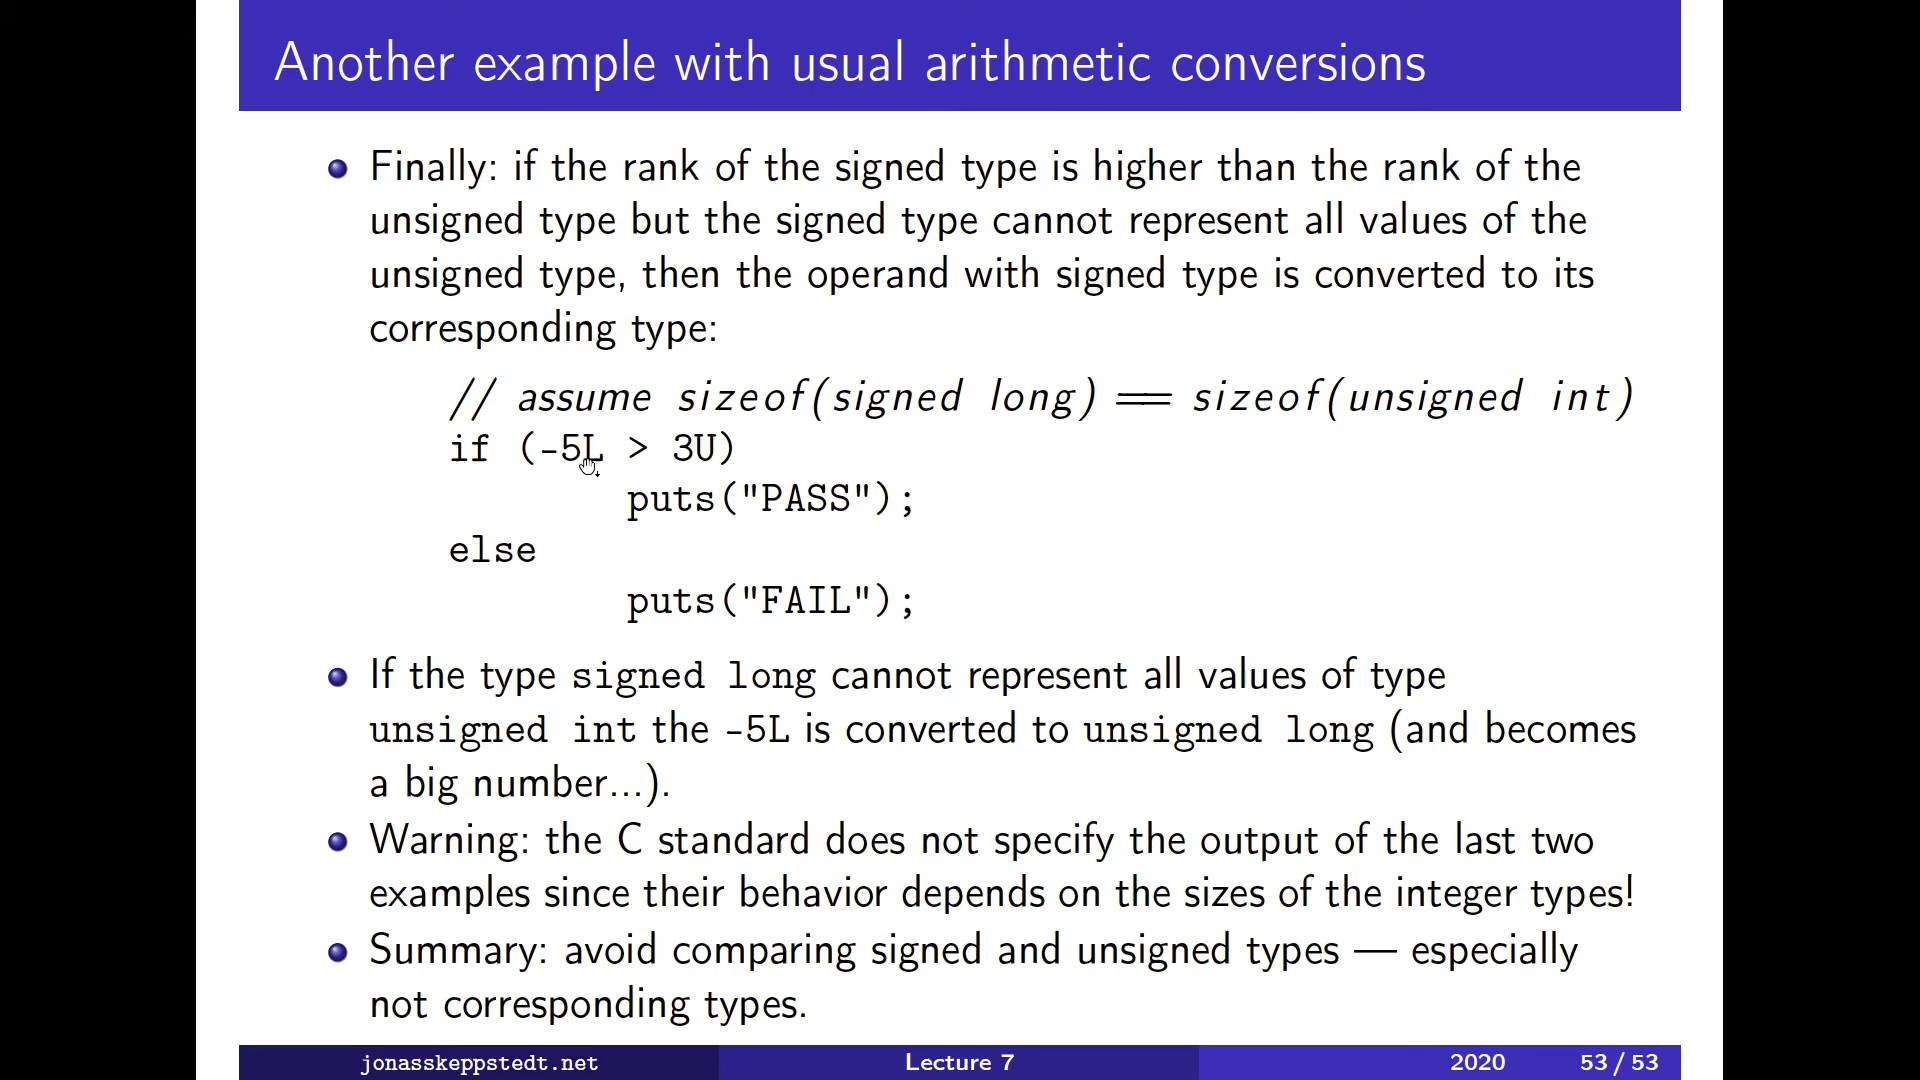 Another example with usual arithmetic conversions
Finally: if the rank of the signed type is higher than the rank of the
unsigned type but the signed type cannot represent all values of the
unsigned type, then the operand with signed type is converted to its
corresponding type:
// assume sizeof(signed long) == sizeof(unsigned int)
if (-5L > 3U)
puts("PASS");
else
puts("FAIL");
If the type signed long cannot represent all values of type
unsigned int the -5L is converted to unsigned long (and becomes
a big number...).
Warning: the C standard does not specify the output of the last two
examples since their behavior depends on the sizes of the integer types!
Summary: avoid comparing signed and unsigned types — especially
not corresponding types.
jonasskeppstedt.net Lecture 7 2020 53 / 53